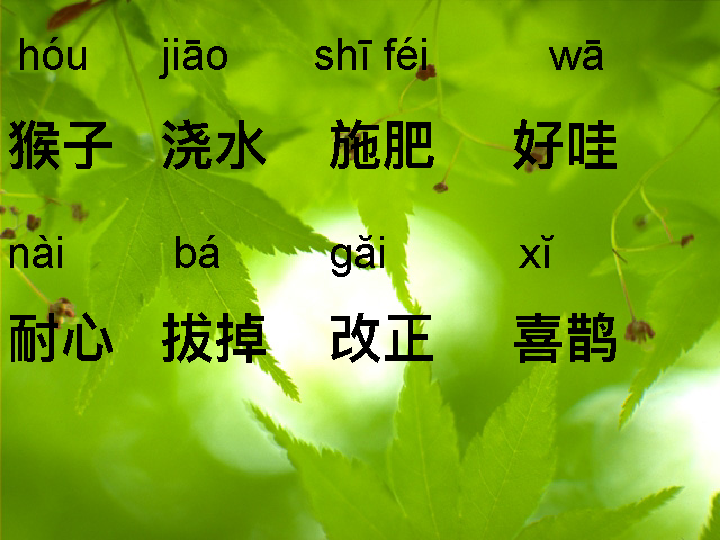 hóu jiāo shī féi wā
猴子 浇水 施肥 好哇
nài bá gǎi xǐ
耐心 拔掉 改正 喜鹊